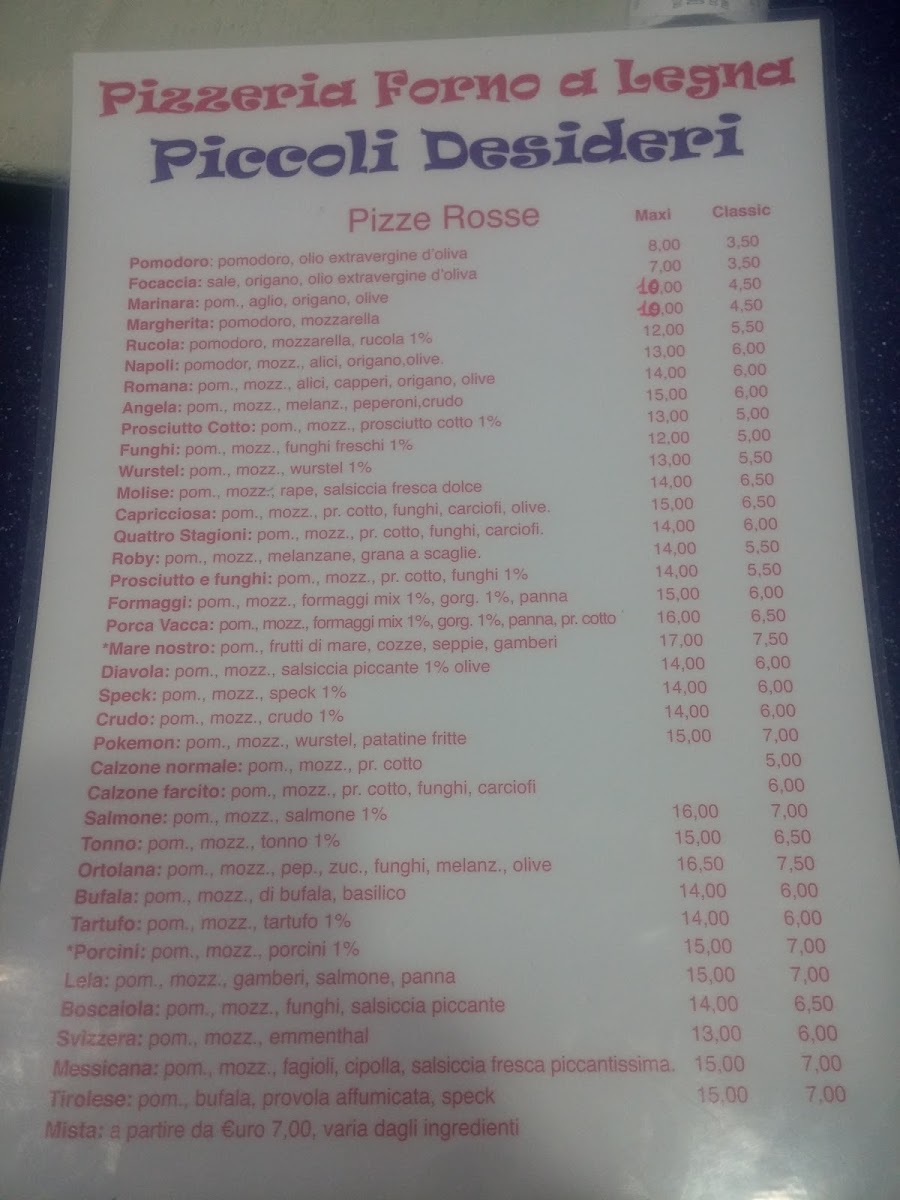 Pizzeria Forno a Legna
Piccoli Desideri
Pizze Rosse Maxi Classic
Pomodoro: pomodoro, olio extravergine d'oliva 8,00 3,50
Focaccia: sale, origano, olio extravergine d'oliva 7,00 3,50
Marinara: pom., aglio, origano, olive 10,00 4,50
Margherita: pomodoro, mozzarella 10,00 4,50
Rucola: pomodoro, mozzarella, rucola 1% 12,00 5,50
Napoli: pomodor, mozz., alici, origano,olive. 13,00 6,00
Romana: pom., mozz., alici, capperi, origano, olive 14,00 6,00
Angela: pom., mozz., melanz., peperoni,crudo 15,00 6,00
Prosciutto Cotto: pom., mozz., prosciutto cotto 1% 13,00 5,00
Funghi: pom., mozz., funghi freschi 1% 12,00 5,00
Wurstel: pom., mozz., wurstel 1% 13,00 5,50
Molise: pom., mozz., rape, salsiccia fresca dolce 14,00 6,50
Capricciosa: pom., mozz., pr. cotto, funghi, carciofi, olive. 15,00 6,50
Quattro Stagioni: pom., mozz., pr. cotto, funghi, carciofi. 14,00 6,00
Roby: pom., mozz., melanzane, grana a scaglie. 14,00 5,50
Prosciutto e funghi: pom., mozz., pr. cotto, funghi 1% 14,00 5,50
Formaggi: pom., mozz., formaggi mix 1%, gorg. 1%, panna 15,00 6,00
Porca Vacca: pom., mozz., formaggi mix 1%, gorg. 1%, panna, pr. cotto 16,00 6,50
*Mare nostro: pom., frutti di mare, cozze, seppie, gamberi 17,00 7,50
Diavola: pom., mozz., salsiccia piccante 1% olive 14,00 6,00
Speck: pom., mozz., speck 1% 14,00 6,00
Crudo: pom., mozz., crudo 1% 14,00 6,00
Pokemon: pom., mozz., wurstel, patatine fritte 15,00 7,00
Calzone normale: pom., mozz., pr. cotto 5,00
Calzone farcito: pom., mozz., pr. cotto, funghi, carciofi 6,00
Salmone: pom., mozz., salmone 1% 16,00 7,00
Tonno: pom., mozz., tonno 1% 15,00 6,50
Ortolana: pom., mozz., pep., zuc., funghi, melanz., olive 16,50 7,50
Bufala: pom., mozz., di bufala, basilico 14,00 6,00
Tartufo: pom., mozz., tartufo 1% 14,00 6,00
*Porcini: pom., mozz., porcini 1% 15,00 7,00
Lela: pom., mozz., gamberi, salmone, panna 15,00 7,00
Boscaiola: pom., mozz., funghi, salsiccia piccante 14,00 6,50
Svizzera: pom., mozz., emmenthal 13,00 6,00
Messicana: pom., mozz., fagioli, cipolla, salsiccia fresca piccantissima. 15,00 7,00
Tirolese: pom., bufala, provola affumicata, speck 15,00 7,00
Mista: a partire da €uro 7,00, varia dagli ingredienti